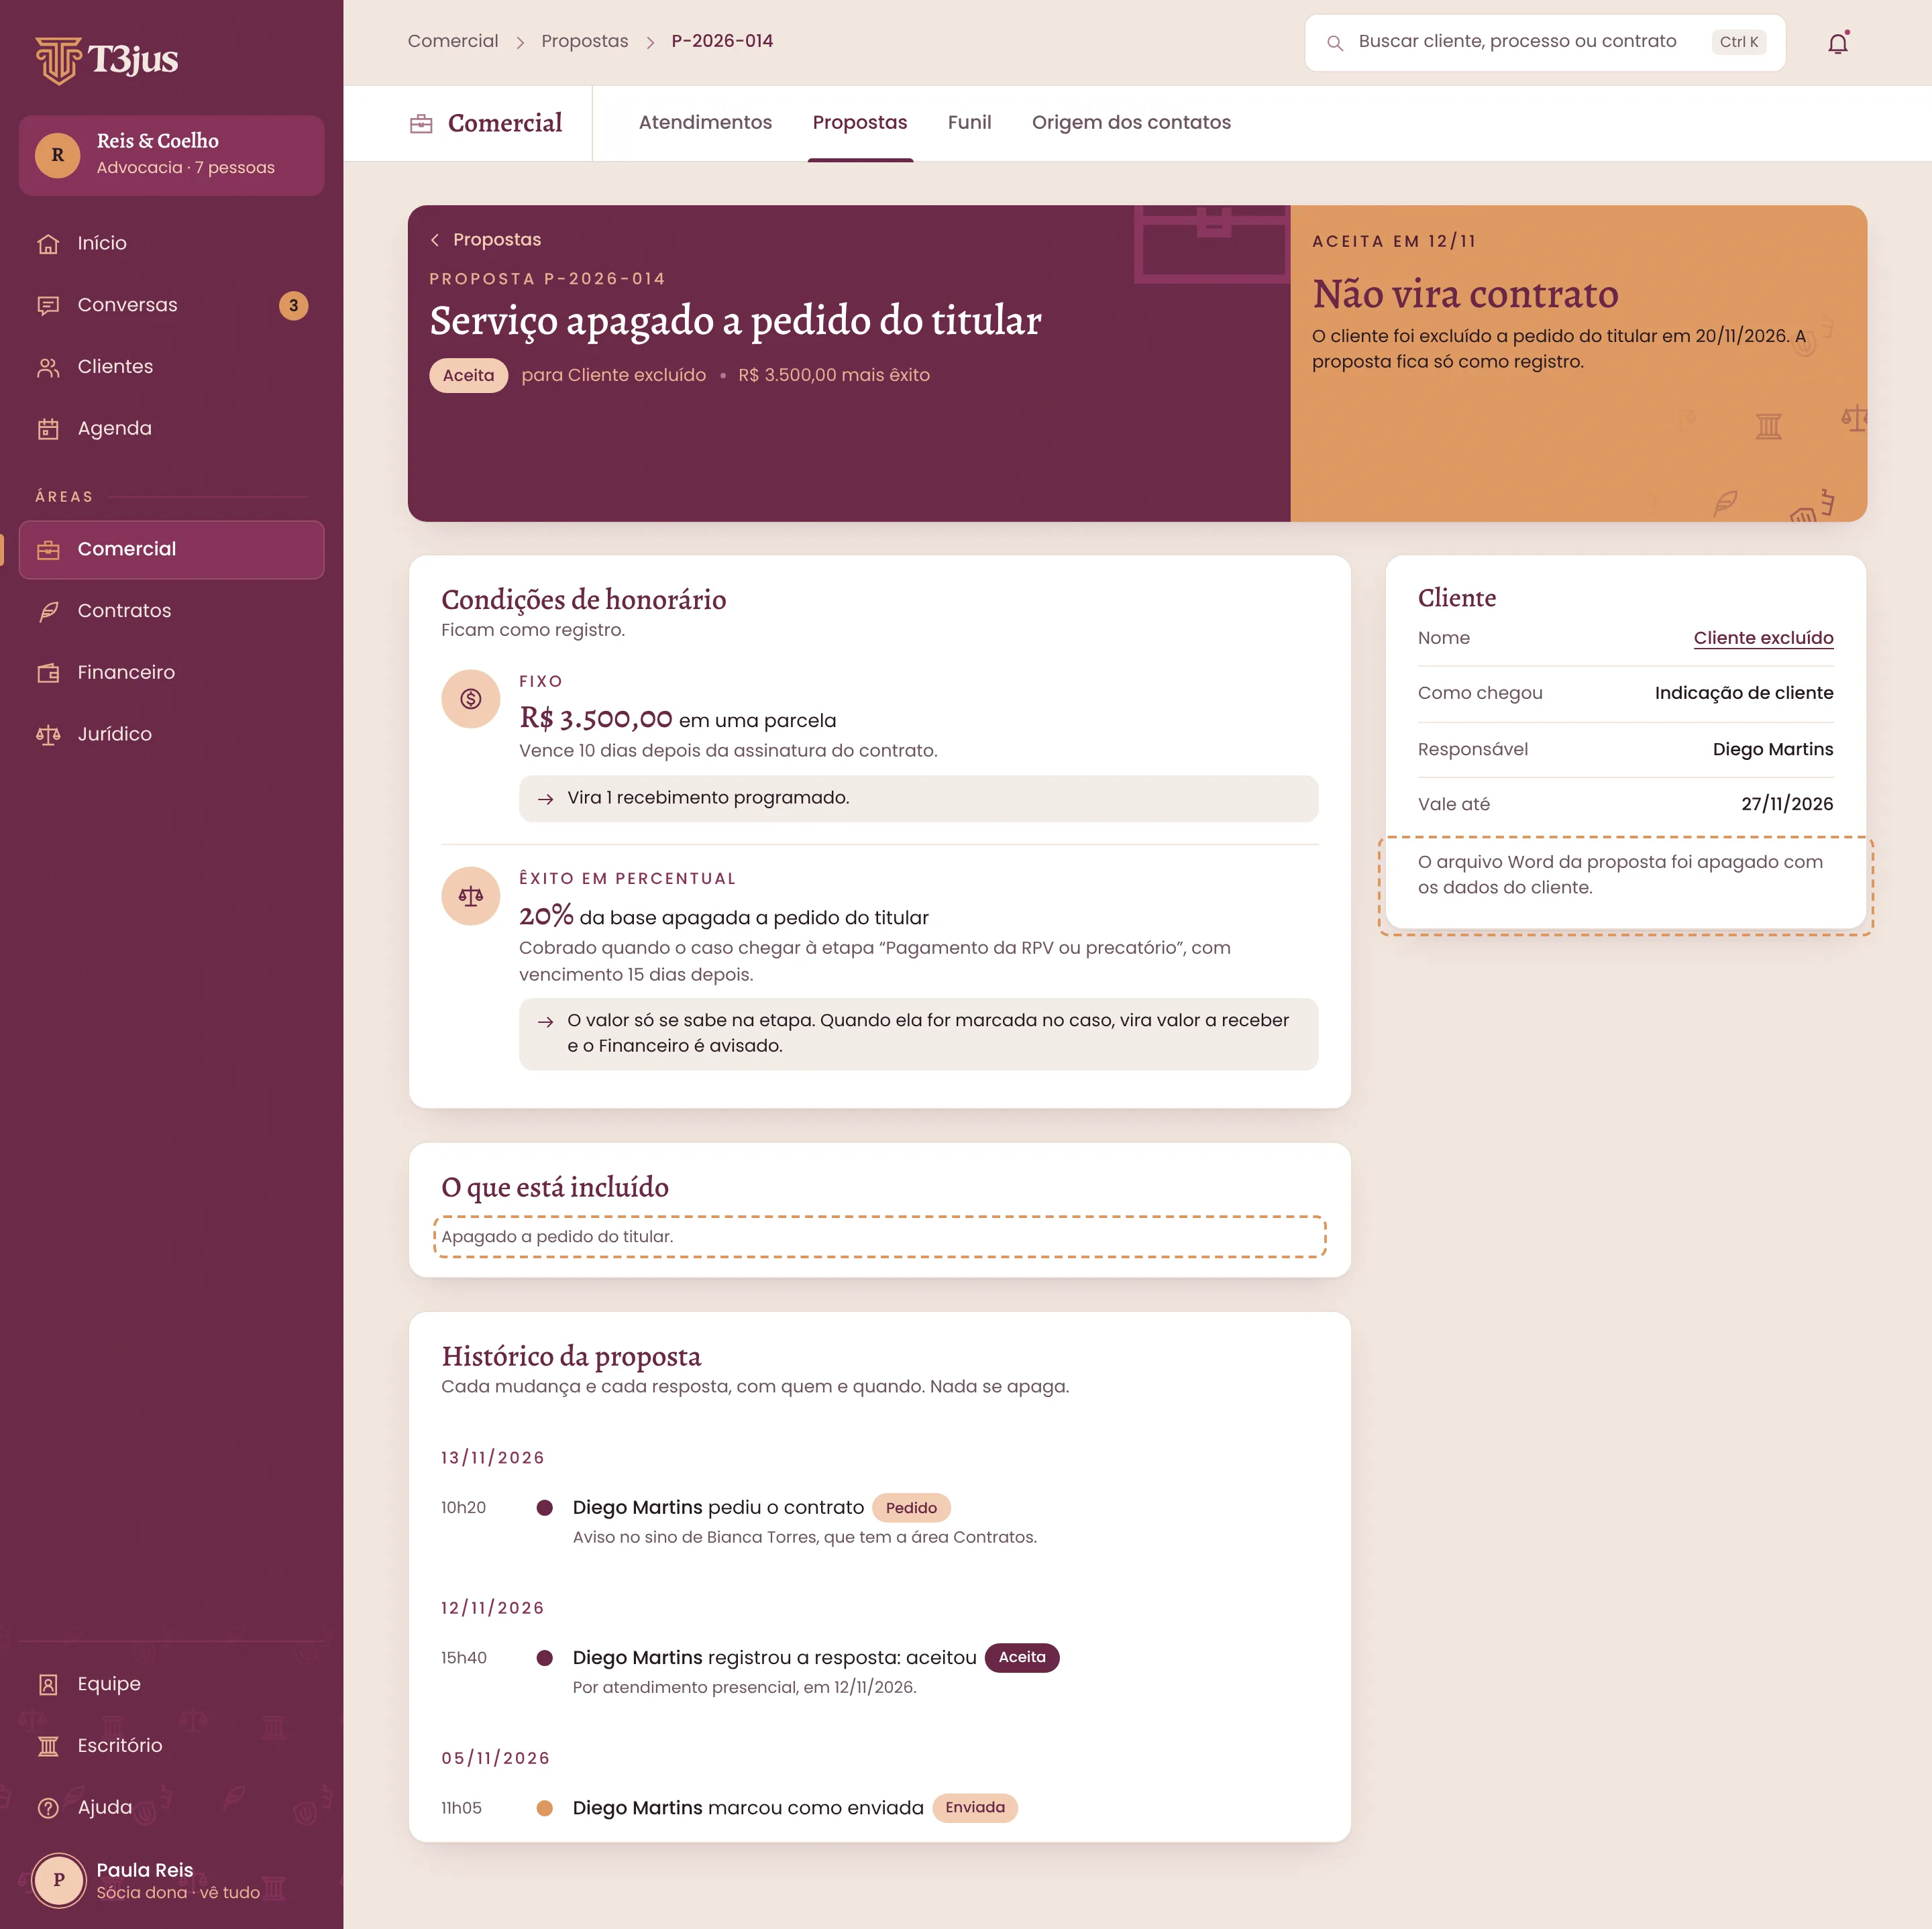 T3jus
R
Reis & Coelho
Advocacia · 7 pessoas
Início
Conversas
3
Clientes
Agenda
ÁREAS
Comercial
Contratos
Financeiro
Jurídico
Equipe
Escritório
Ajuda
P
Paula Reis
Sócia dona · vê tudo
Comercial > Propostas > P-2026-014
Buscar cliente, processo ou contrato
Ctrl K
Comercial
Atendimentos
Propostas
Funil
Origem dos contatos
Propostas
PROPOSTA P-2026-014
Serviço apagado a pedido do titular
Aceita
para Cliente excluído • R$ 3.500,00 mais êxito
ACEITA EM 12/11
Não vira contrato
O cliente foi excluído a pedido do titular em 20/11/2026. A
proposta fica só como registro.
Condições de honorário
Ficam como registro.
FIXO
R$ 3.500,00 em uma parcela
Vence 10 dias depois da assinatura do contrato.
→ Vira 1 recebimento programado.
ÊXITO EM PERCENTUAL
20% da base apagada a pedido do titular
Cobrado quando o caso chegar à etapa “Pagamento da RPV ou precatório”, com
vencimento 15 dias depois.
→ O valor só se sabe na etapa. Quando ela for marcada no caso, vira valor a receber
e o Financeiro é avisado.
O que está incluído
Apagado a pedido do titular.
Histórico da proposta
Cada mudança e cada resposta, com quem e quando. Nada se apaga.
13/11/2026
10h20
Diego Martins pediu o contrato
Pedido
Aviso no sino de Bianca Torres, que tem a área Contratos.
12/11/2026
15h40
Diego Martins registrou a resposta: aceitou
Aceita
Por atendimento presencial, em 12/11/2026.
05/11/2026
11h05
Diego Martins marcou como enviada
Enviada
Cliente
Nome
Cliente excluído
Como chegou
Indicação de cliente
Responsável
Diego Martins
Vale até
27/11/2026
O arquivo Word da proposta foi apagado com
os dados do cliente.